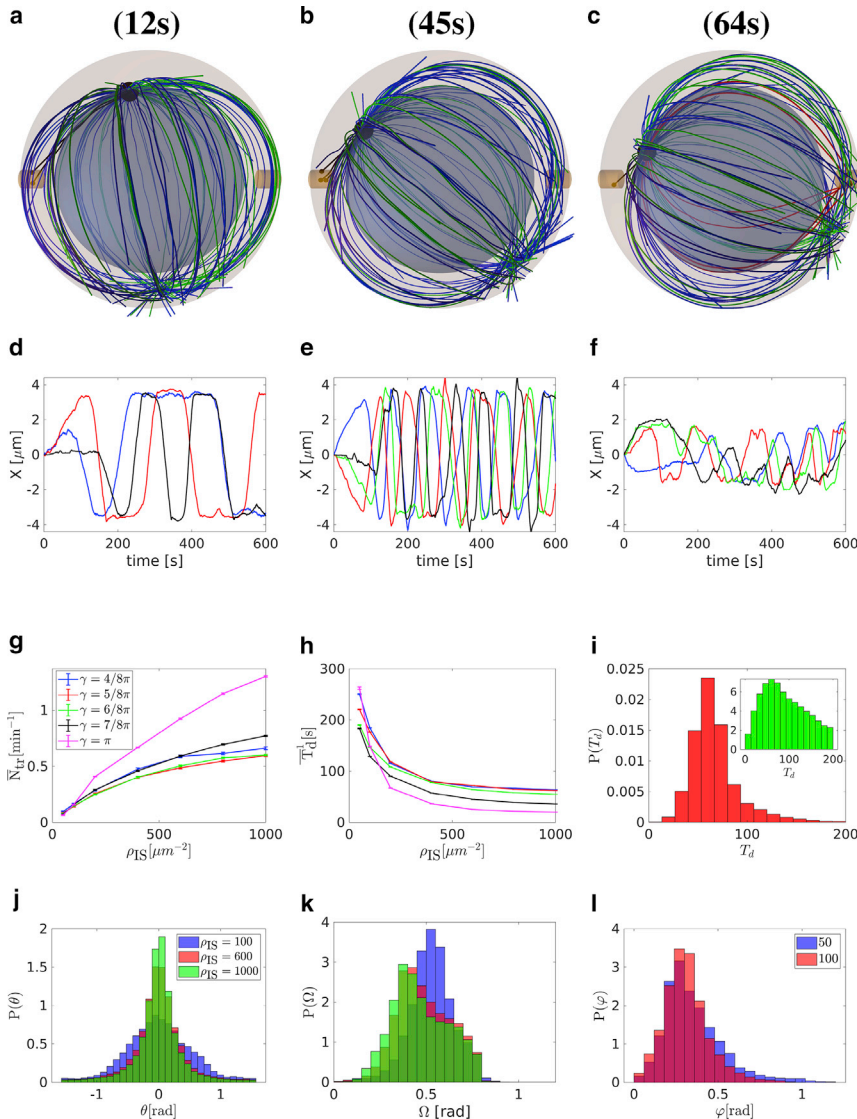 a (12s) b (45s) c (64s)
d e f
X [μm] 4 2 0 -2 -4
0 200 400 600
time [s]
X [μm] 4 2 0 -2 -4
0 200 400 600
time [s]
X [μm] 4 2 0 -2 -4
0 200 400 600
time [s]
g
N̅tr[min⁻¹]
1
0.5
0
γ = 4/8π
γ = 5/8π
γ = 6/8π
γ = 7/8π
γ = π
0 500 1000
ρIS[μm⁻²]
h
T̅d¹[s]
300
200
100
0
0 500 1000
ρIS[μm⁻²]
i
P(Td)
0.025
0.02
0.015
0.01
0.005
0
6
4
2
0
0 50 100 150 200
Td
0 100 200
Td
j
P(θ)
2
1.5
1
0.5
0
ρIS = 100
ρIS = 600
ρIS = 1000
-1 0 1
θ[rad]
k
P(Ω)
4
3
2
1
0
0 0.5 1
Ω [rad]
l
P(φ)
4
3
2
1
0
50
100
0 0.5 1
φ[rad]